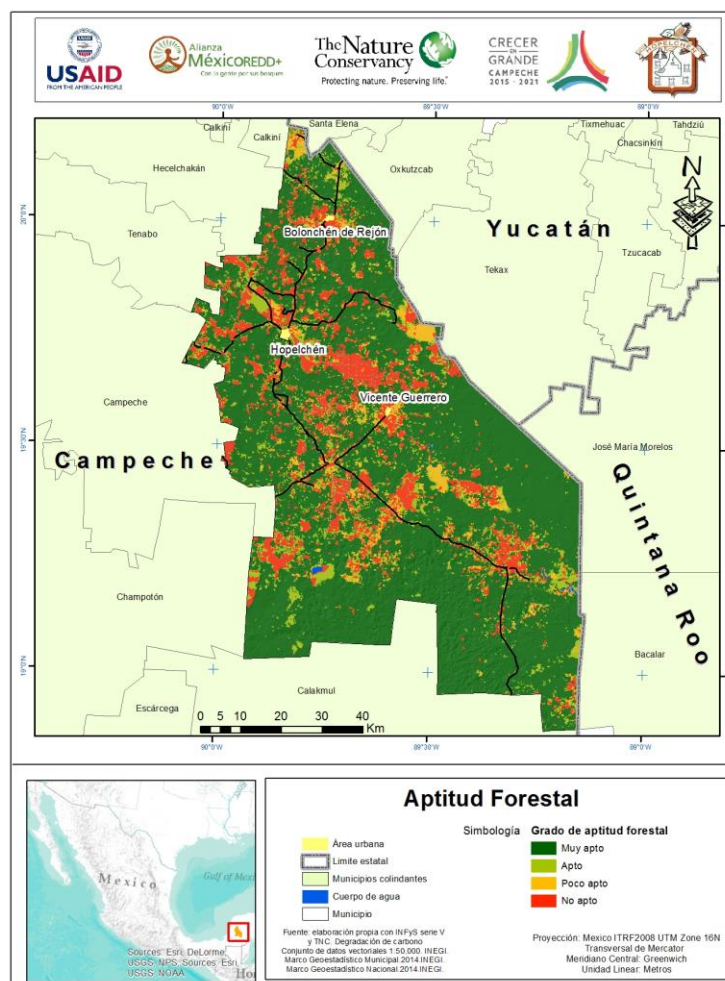 USAID
FROM THE AMERICAN PEOPLE
Alianza
MéxicoREDD+
Con la gente por sus bosques
The Nature
Conservancy
Protecting nature. Preserving life.
CRECER
EN
GRANDE
CAMPECHE
2015 - 2021
HOPELCHEN
90°0'W
89°30'W
89°0'W
Calkiní
Calkiní
Santa Elena
Tixmehuac
Tahdziú
Chacsinkín
Hecelchakán
Oxkutzcab
N
20°0'N
Bolonchén de Rejón
Yucatán
Tenabo
Tekax
Tzucacab
Hopelchén
Vicente Guerrero
Campeche
19°30'N
José María Morelos
Campeche
Quintana Roo
Champotón
19°0'N
Bacalar
Calakmul
Escárcega
0 5 10 20 30 40
Km
90°0'W
89°30'W
89°0'W
Mexico
Gulf of Mexico
Sources: Esri, DeLorme,
USGS, NPS, Sources: Esri,
USGS, NOAA
Aptitud Forestal
Simbología
Área urbana
Limite estatal
Municipios colindantes
Cuerpo de agua
Municipio
Grado de aptitud forestal
Muy apto
Apto
Poco apto
No apto
Fuente: elaboración propia con INFyS serie V
y TNC. Degradación de carbono
Conjunto de datos vectoriales 1:50,000. INEGI.
Marco Geoestadístico Municipal 2014.INEGI.
Marco Geoestadístico Nacional 2014.INEGI.
Proyección: Mexico ITRF2008 UTM Zone 16N
Transversal de Mercator
Meridiano Central: Greenwich
Unidad Linear: Metros